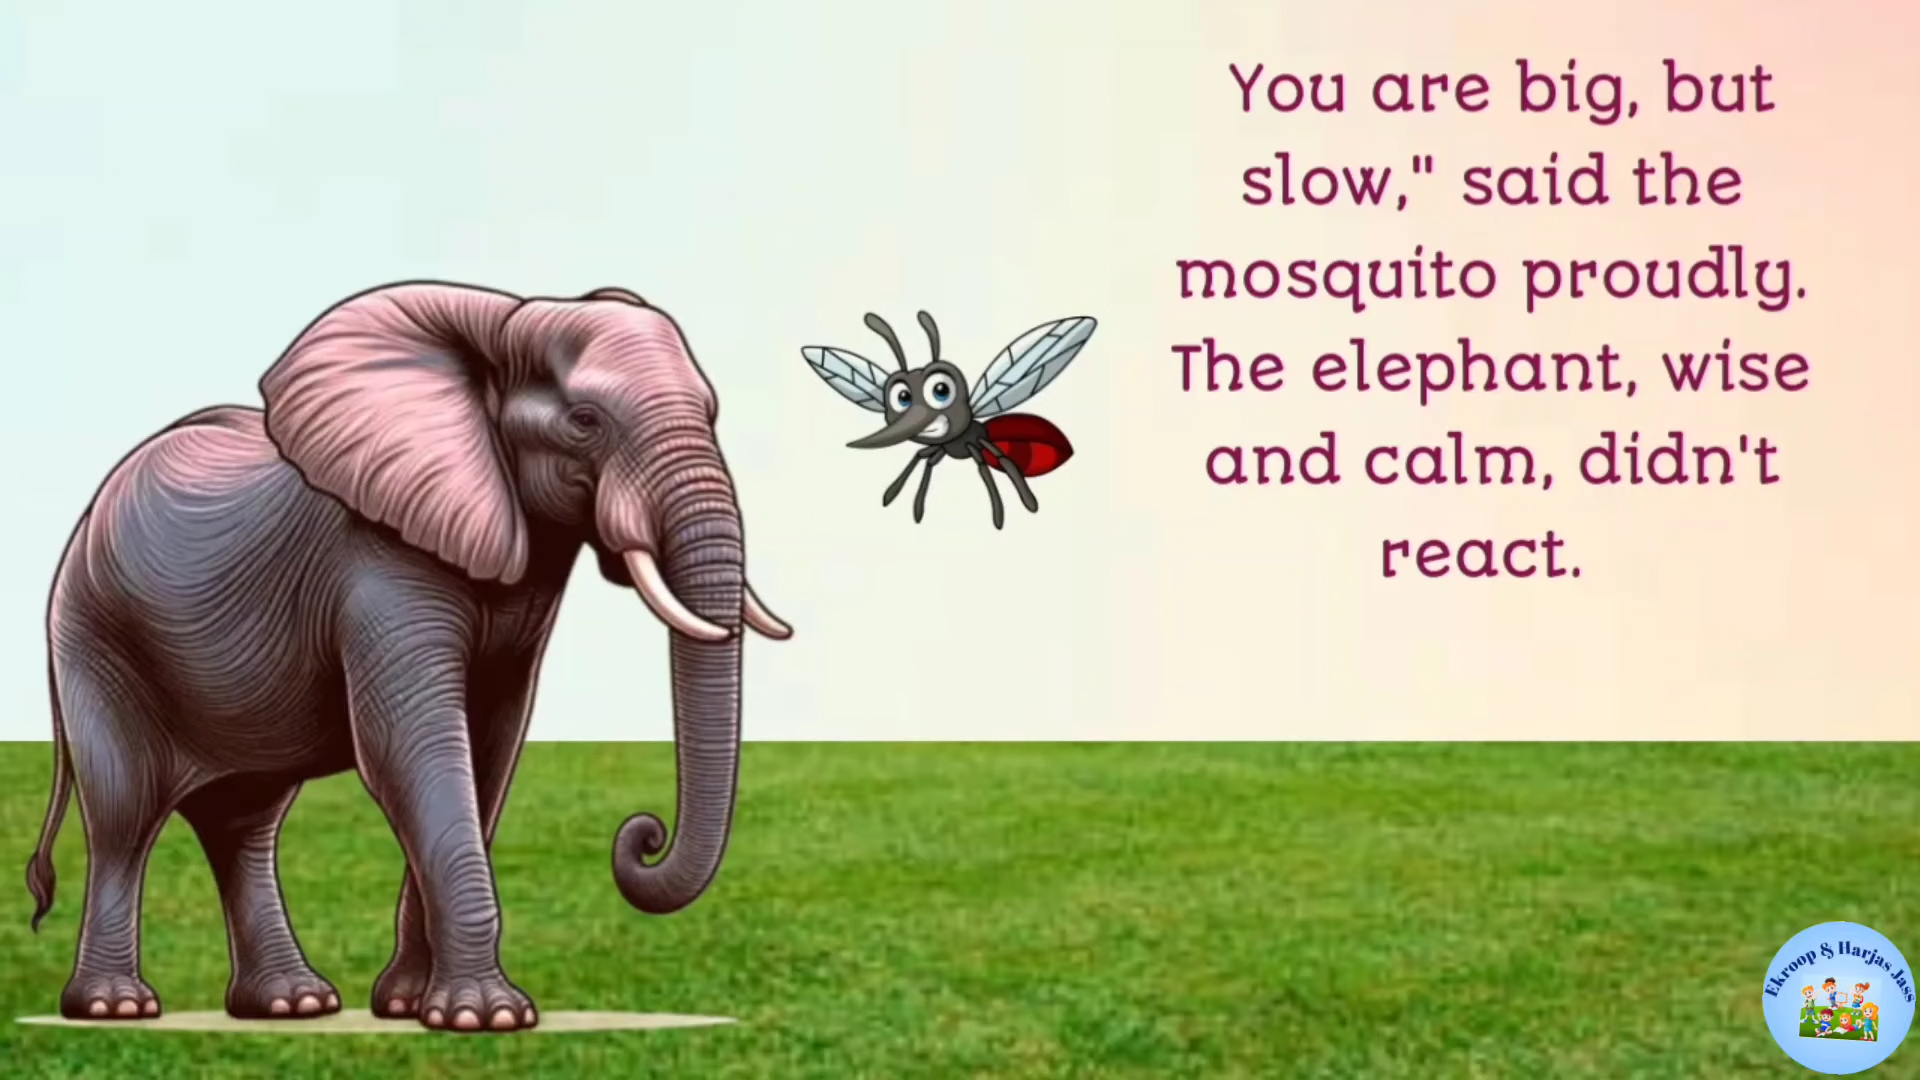 You are big, but
slow," said the
mosquito proudly.
The elephant, wise
and calm, didn't
react.
Ekroop & Harjas Jass